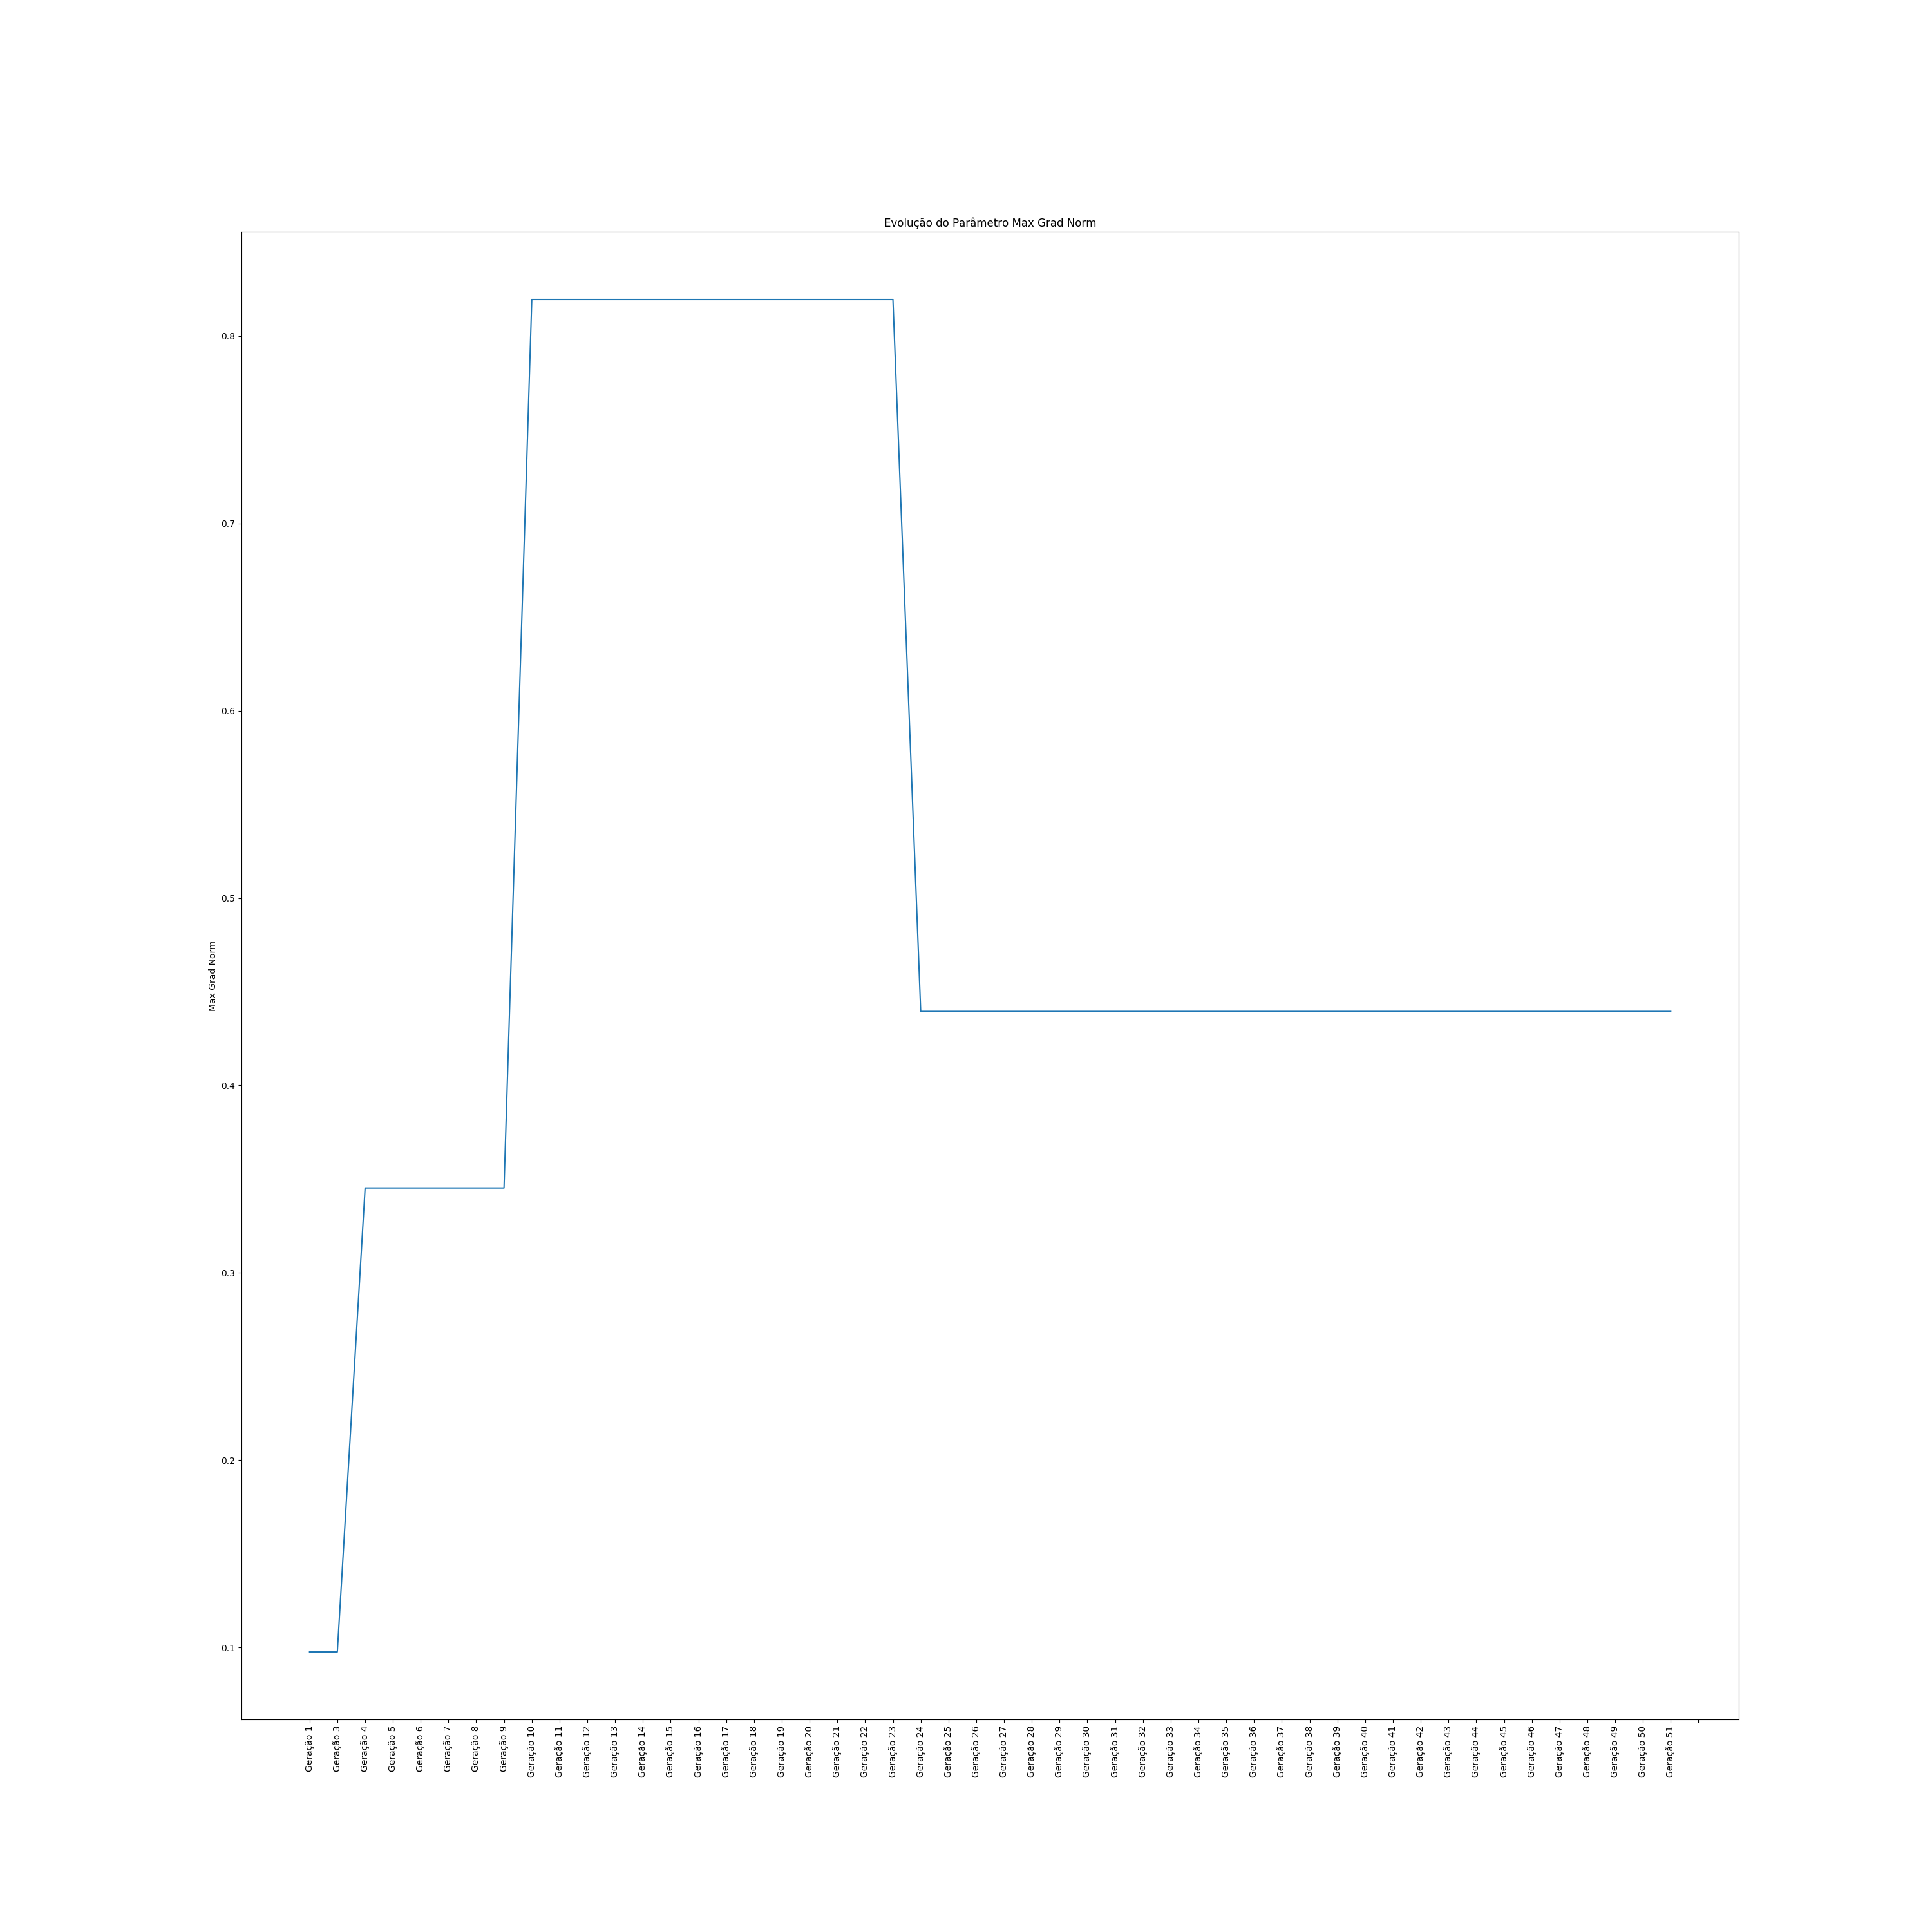 Evolução do Parâmetro Max Grad Norm
0.8
0.7
0.6
0.5
0.4
0.3
0.2
0.1
Max Grad Norm
Geração 1
Geração 3
Geração 4
Geração 5
Geração 6
Geração 7
Geração 8
Geração 9
Geração 10
Geração 11
Geração 12
Geração 13
Geração 14
Geração 15
Geração 16
Geração 17
Geração 18
Geração 19
Geração 20
Geração 21
Geração 22
Geração 23
Geração 24
Geração 25
Geração 26
Geração 27
Geração 28
Geração 29
Geração 30
Geração 31
Geração 32
Geração 33
Geração 34
Geração 35
Geração 36
Geração 37
Geração 38
Geração 39
Geração 40
Geração 41
Geração 42
Geração 43
Geração 44
Geração 45
Geração 46
Geração 47
Geração 48
Geração 49
Geração 50
Geração 51